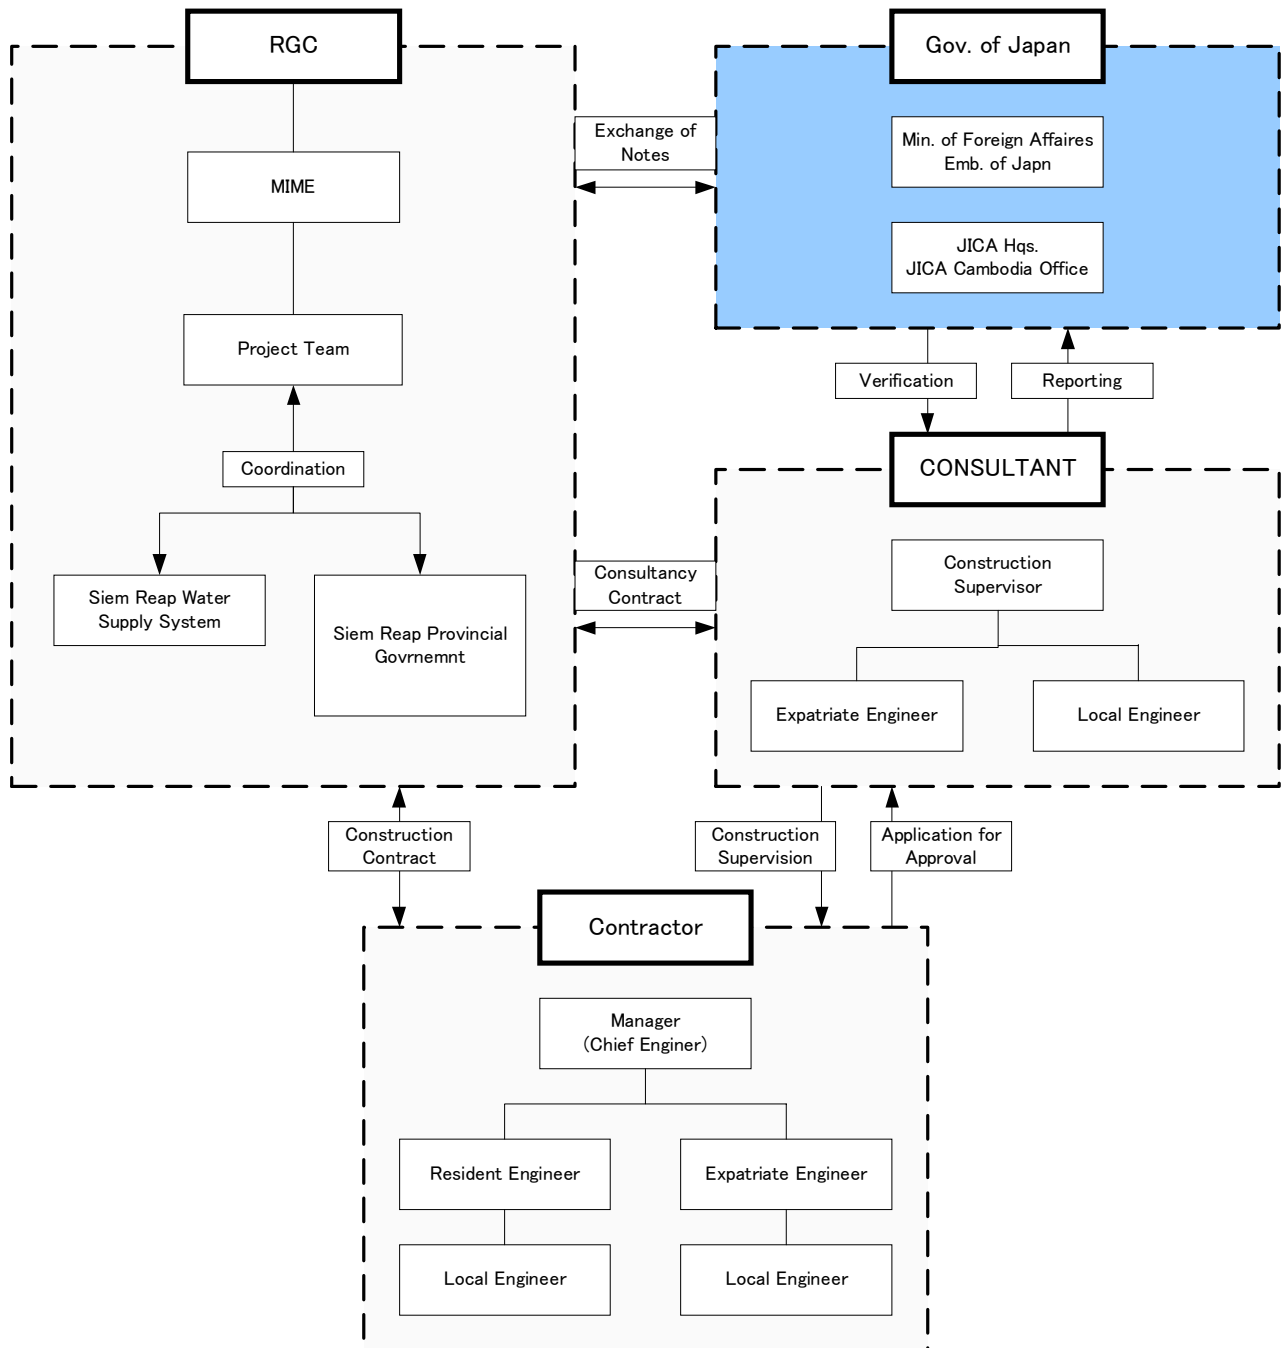 RGC
Gov. of Japan
Exchange of
Notes
Min. of Foreign Affaires
Emb. of Japn
MIME
JICA Hqs.
JICA Cambodia Office
Project Team
Verification
Reporting
Coordination
CONSULTANT
Siem Reap Water
Supply System
Siem Reap Provincial
Govrnemnt
Consultancy
Contract
Construction
Supervisor
Expatriate Engineer
Local Engineer
Construction
Contract
Construction
Supervision
Application for
Approval
Contractor
Manager
(Chief Enginer)
Resident Engineer
Expatriate Engineer
Local Engineer
Local Engineer